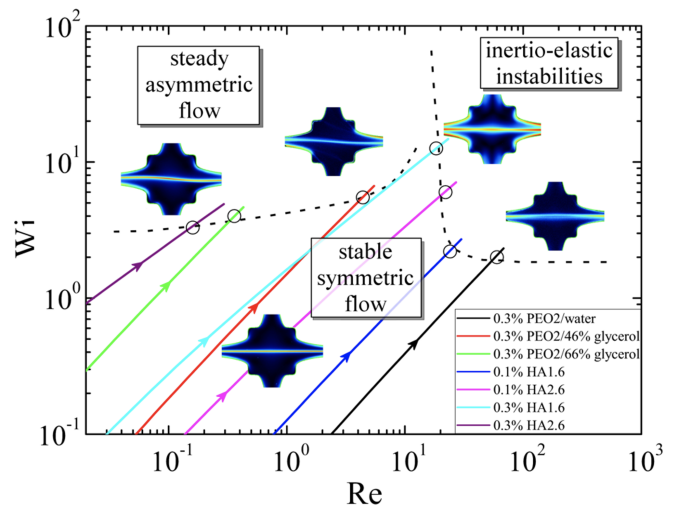 10²
steady
asymmetric
flow
inertio-elastic
instabilities
10¹
Wi
stable
symmetric
flow
10⁰
0.3% PEO2/water
0.3% PEO2/46% glycerol
0.3% PEO2/66% glycerol
0.1% HA1.6
0.1% HA2.6
0.3% HA1.6
0.3% HA2.6
10⁻¹
10⁻¹ 10⁰ 10¹ 10² 10³
Re